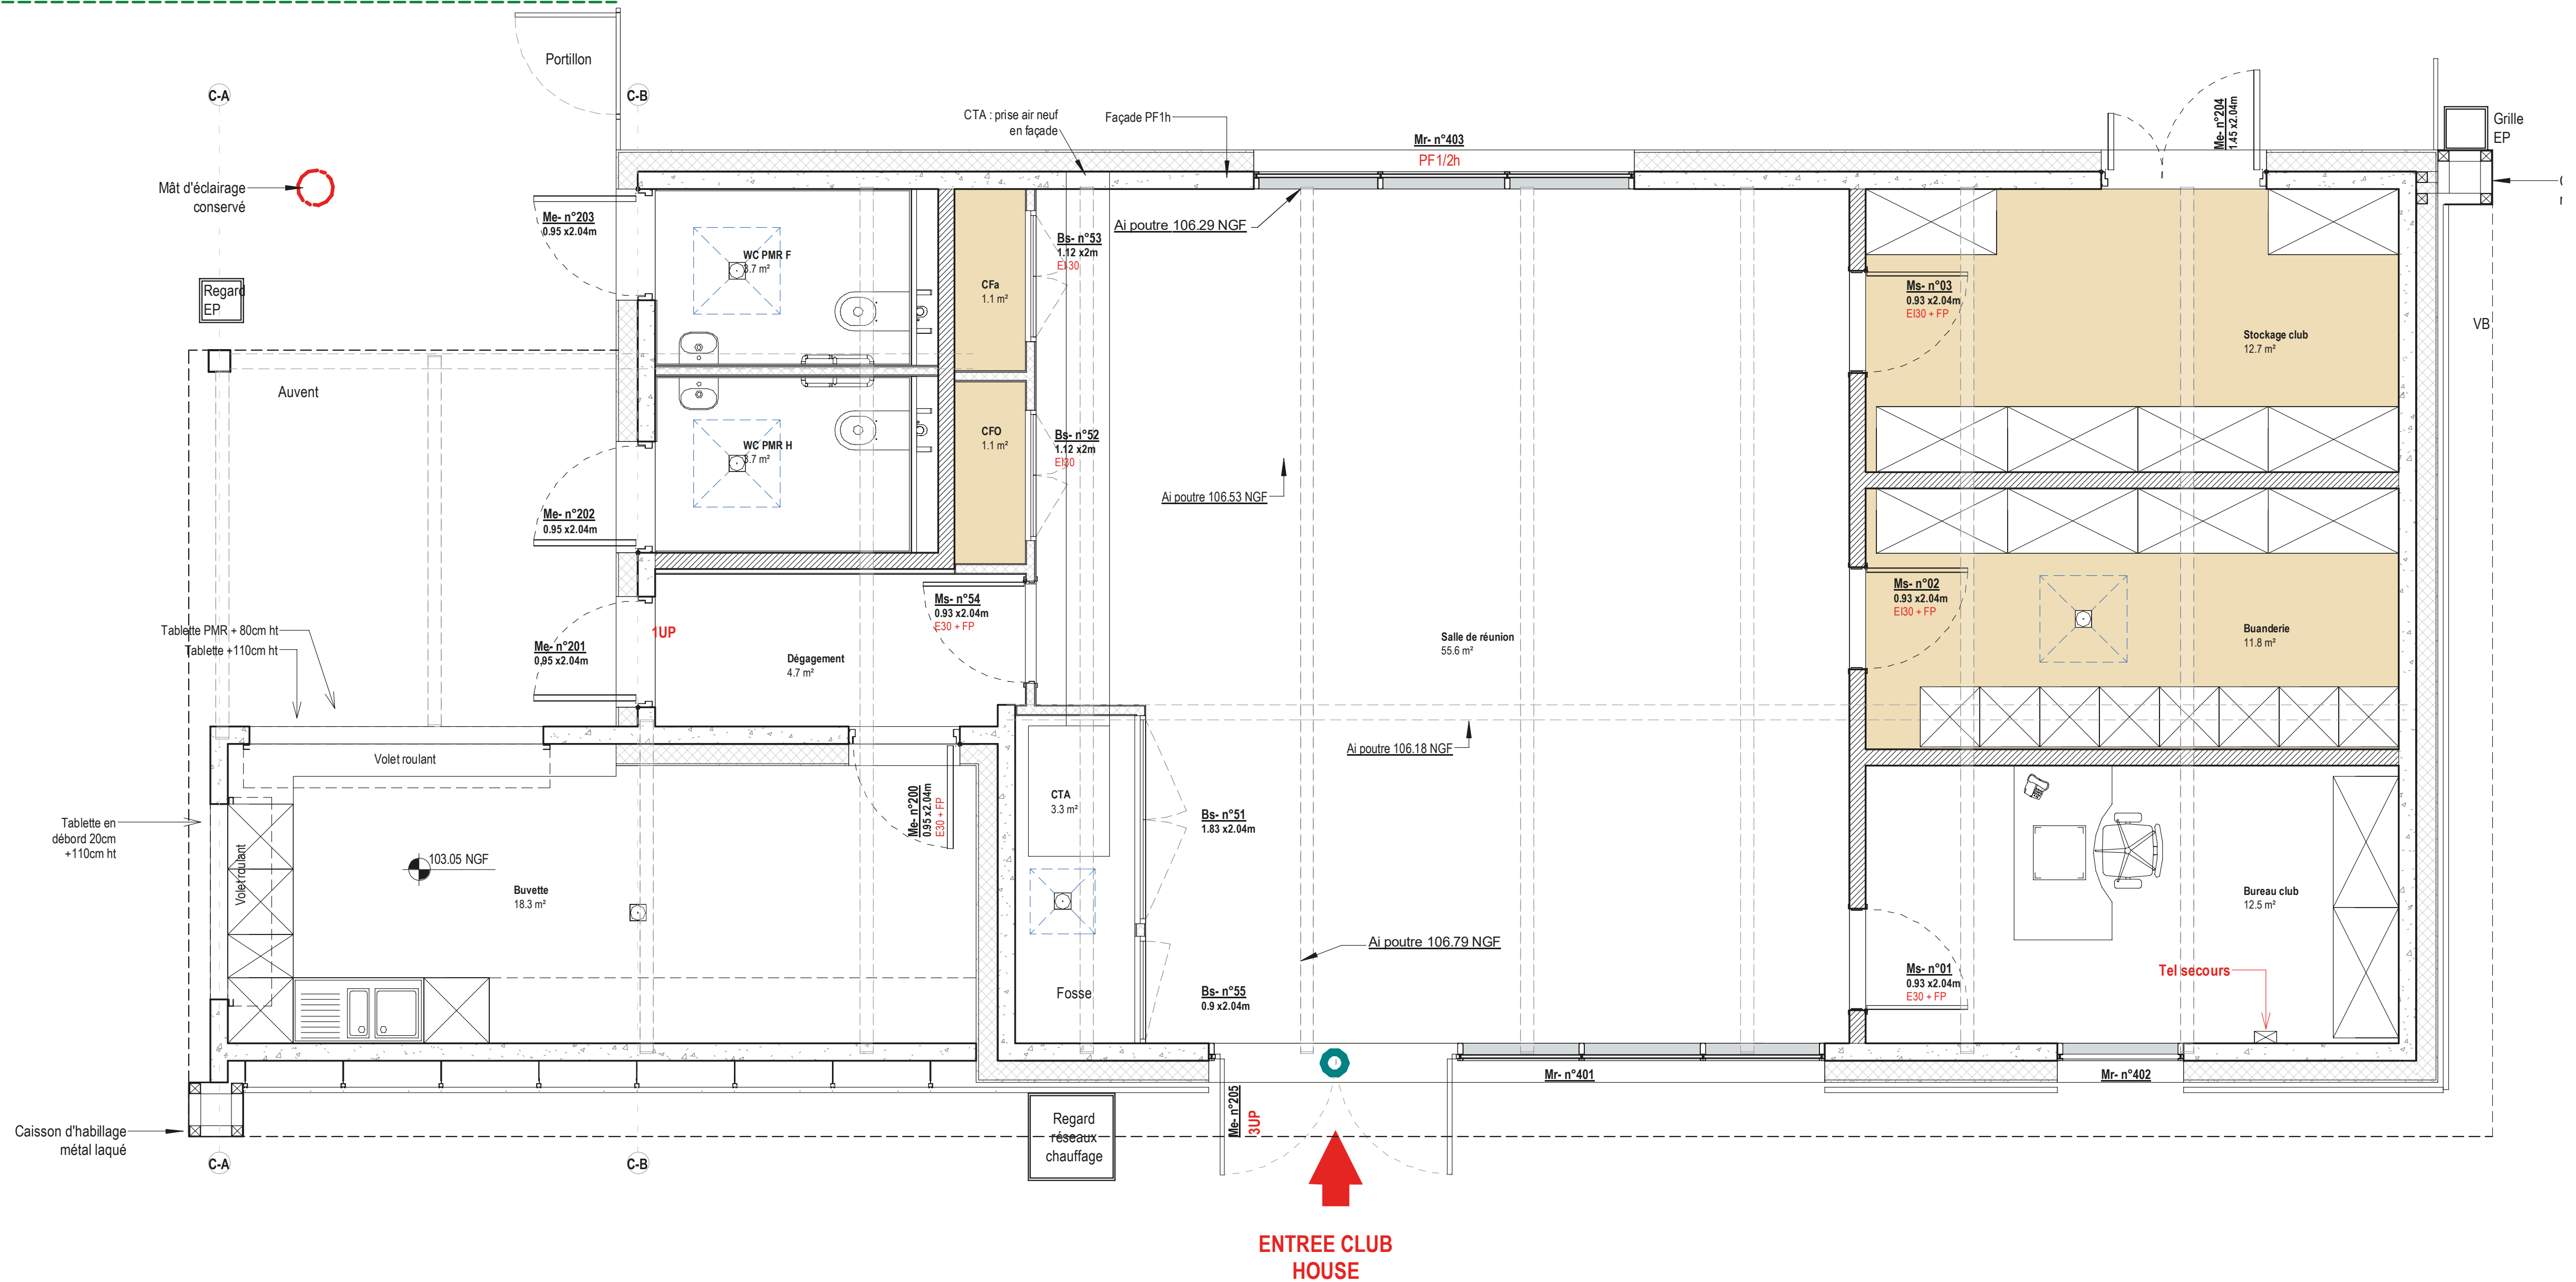 Portillon
C-A
C-B
CTA : prise air neuf
en façade
Façade PF1h
Mr- n°403
PF1/2h
Me- n°204
1.45 x2.04m
Grille
EP
Mât d'éclairage
conservé
Me- n°203
0.95 x2.04m
WC PMR F
3.7 m²
CFa
1.1 m²
Bs- n°53
1.12 x2m
EI30
Ai poutre 106.29 NGF
Ms- n°03
0.93 x2.04m
EI30 + FP
Stockage club
12.7 m²
VB
Regard
EP
Auvent
WC PMR H
3.7 m²
CFO
1.1 m²
Bs- n°52
1.12 x2m
EI30
Ai poutre 106.53 NGF
Me- n°202
0.95 x2.04m
Ms- n°54
0.93 x2.04m
E30 + FP
Ms- n°02
0.93 x2.04m
EI30 + FP
Buanderie
11.8 m²
Tablette PMR + 80cm ht
Tablette +110cm ht
Me- n°201
0,95 x2.04m
1UP
Dégagement
4.7 m²
Salle de réunion
55.6 m²
Ai poutre 106.18 NGF
Volet roulant
Me- n°200
0.95 x2.04m
E30 + FP
CTA
3.3 m²
Bs- n°51
1.83 x2.04m
Tablette en
débord 20cm
+110cm ht
Volet roulant
103.05 NGF
Buvette
18.3 m²
Bureau club
12.5 m²
Ai poutre 106.79 NGF
Fosse
Bs- n°55
0.9 x2.04m
Ms- n°01
0.93 x2.04m
E30 + FP
Tel secours
Mr- n°401
Mr- n°402
Me- n°205
3UP
Regard
réseaux
chauffage
Caisson d'habillage
métal laqué
C-A
C-B
ENTREE CLUB
HOUSE